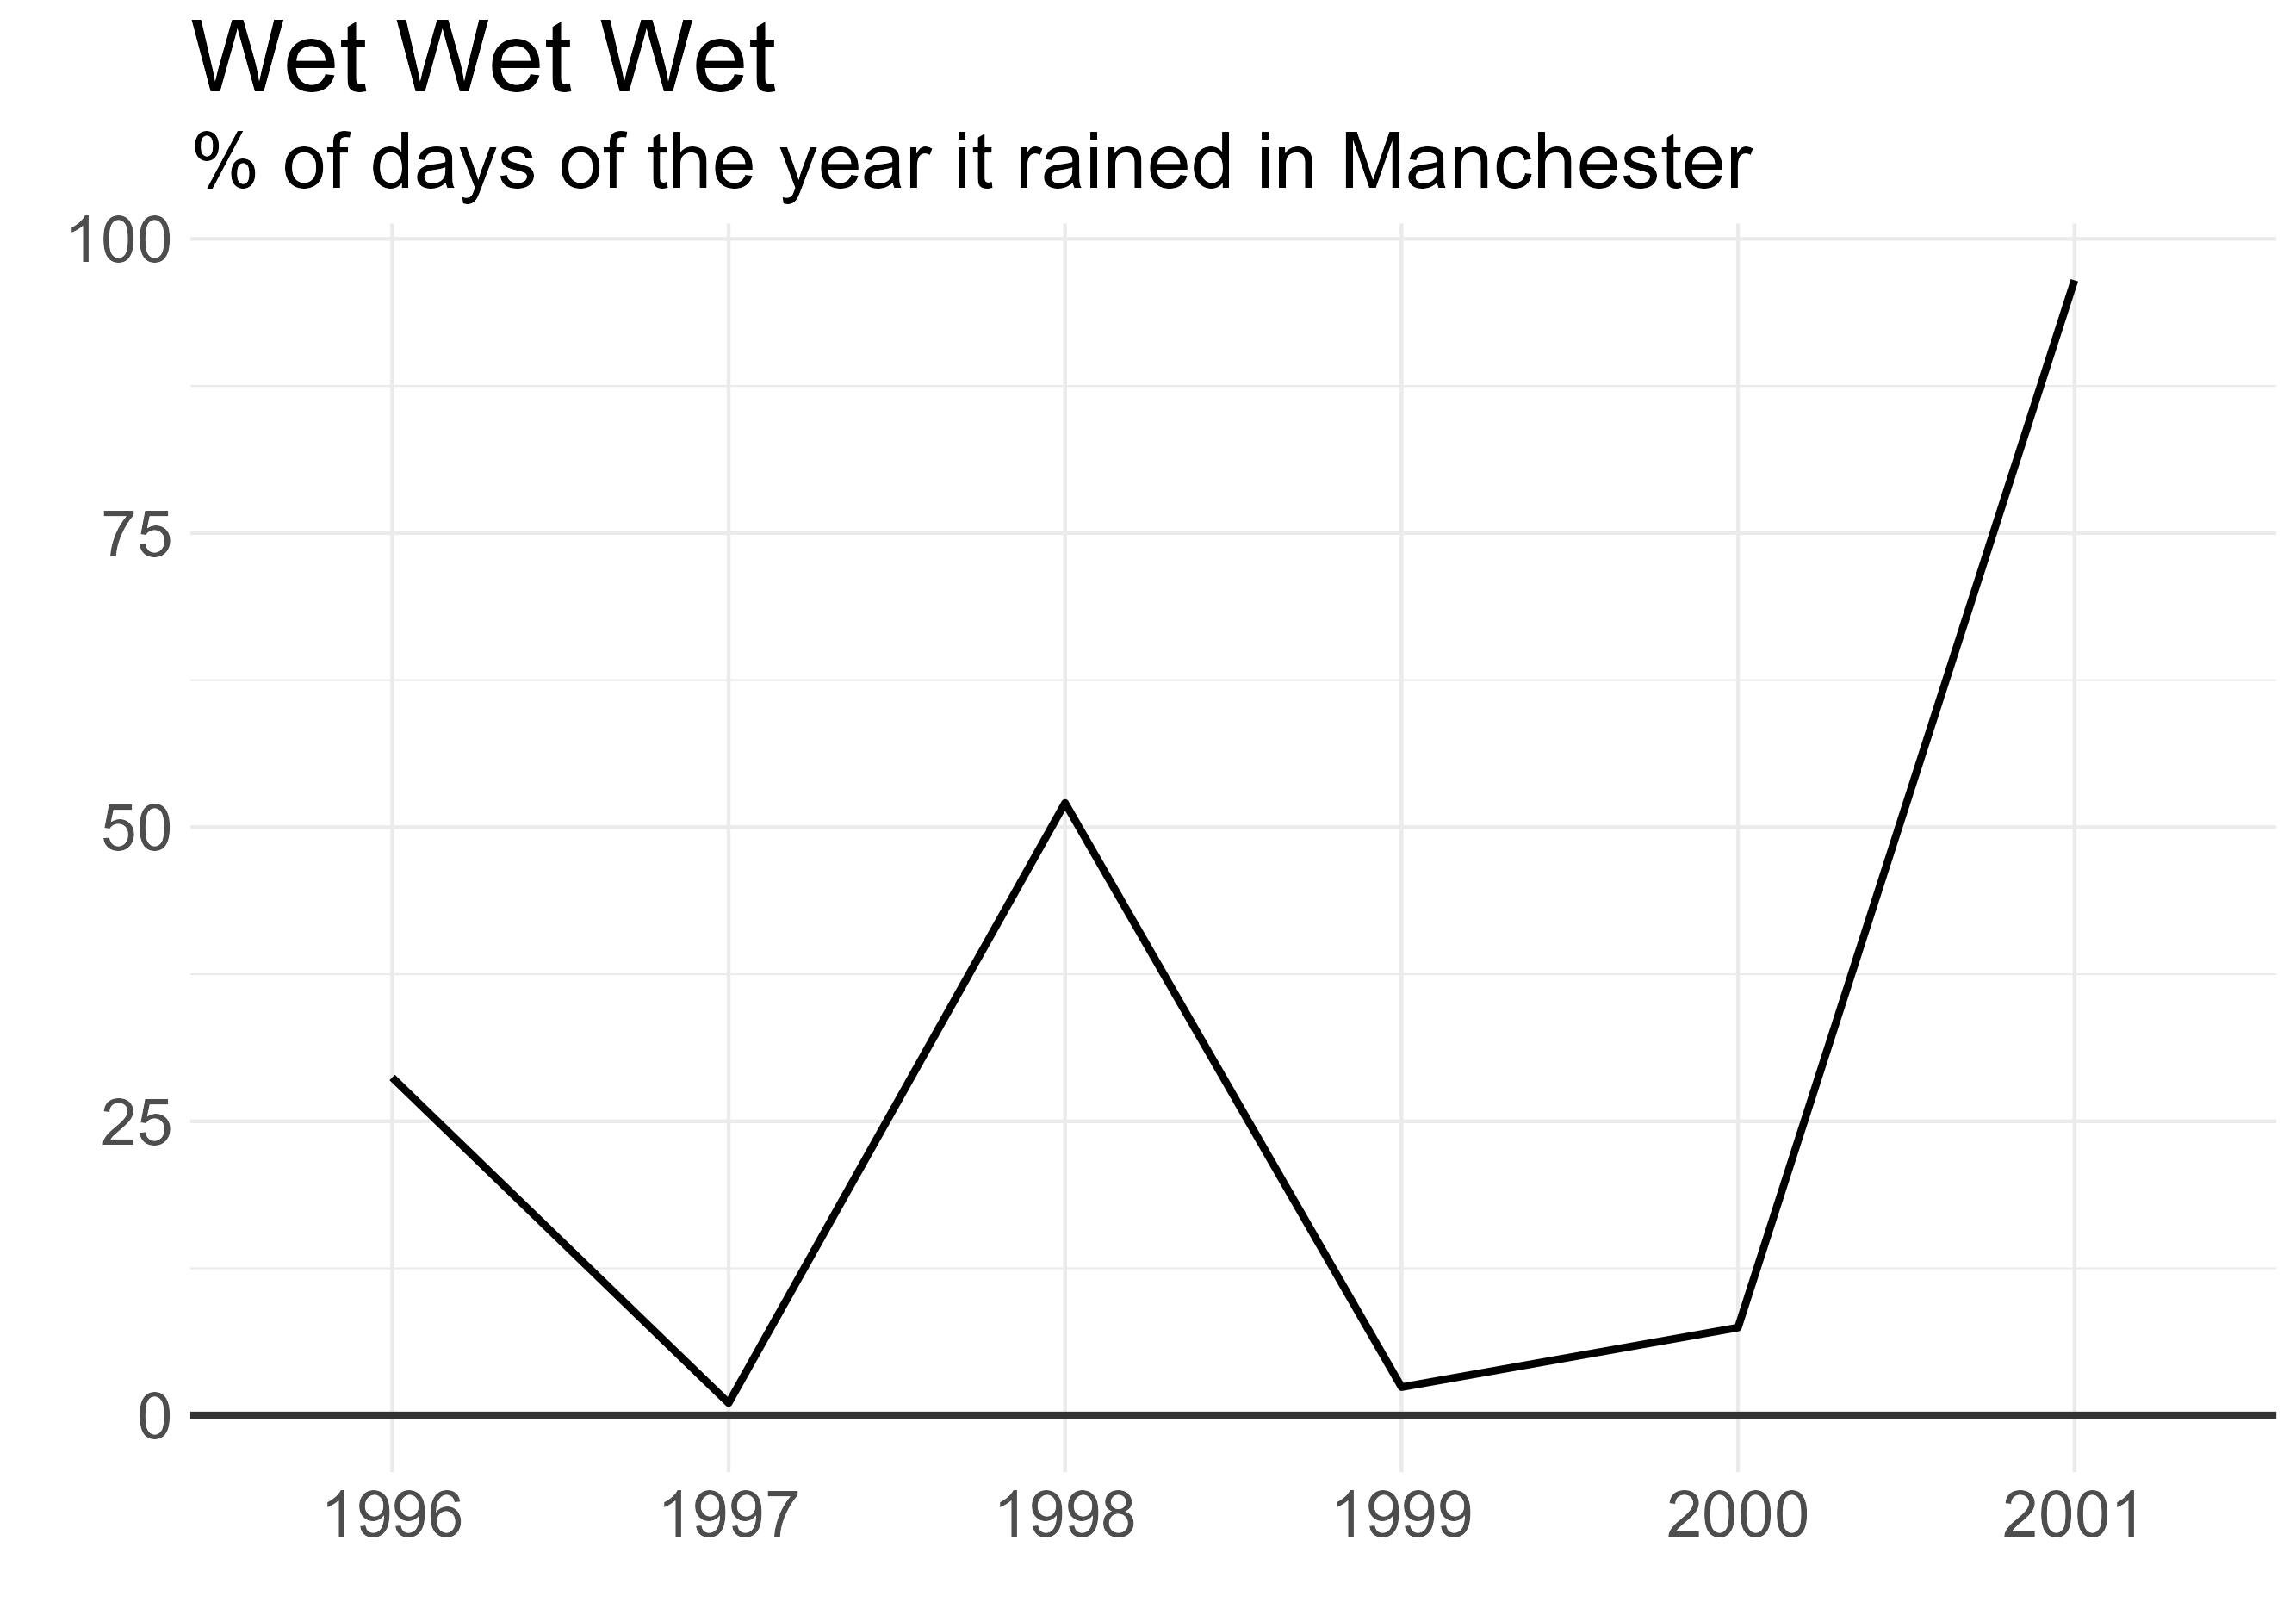 Wet Wet Wet
% of days of the year it rained in Manchester
100
75
50
25
0
1996 1997 1998 1999 2000 2001